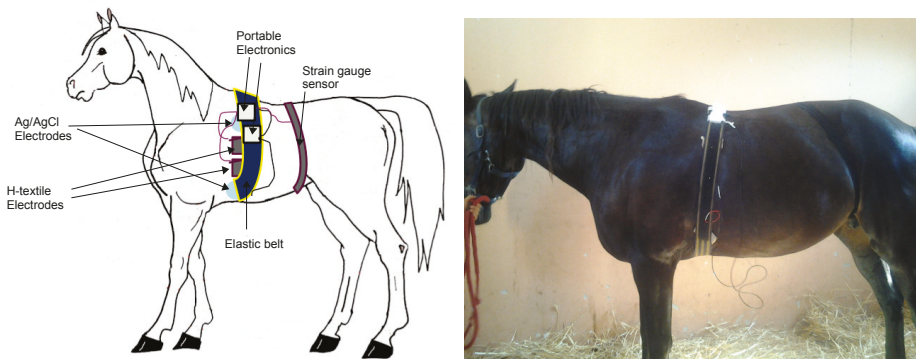 Portable
Electronics
Strain gauge
sensor
Ag/AgCl
Electrodes
H-textile
Electrodes
Elastic belt